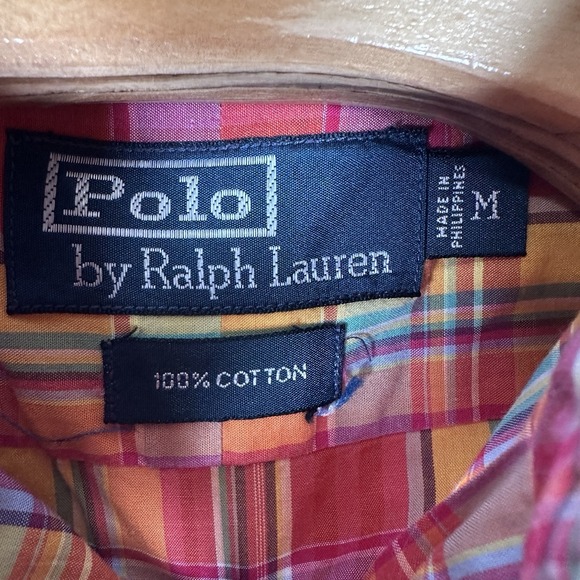 Polo
by Ralph Lauren
MADE IN
PHILIPPINES
M
100% COTTON